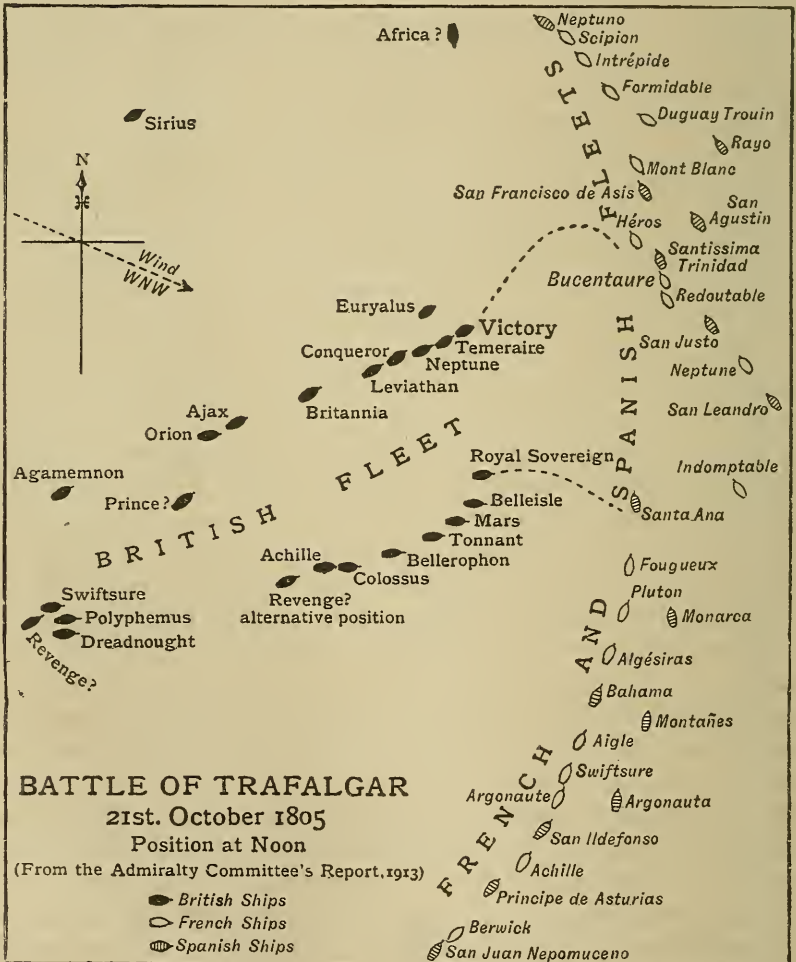 Neptuno
Africa ?
Scipion
Intrépide
Formidable
Duguay Trouin
Sirius
Rayo
N
Mont Blanc
San Francisco de Asis
San
Agustin
Héros
Santissima
Trinidad
Wind
WNW
Bucentaure
Redoutable
Euryalus
Victory
San Justo
Temeraire
Conqueror
Neptune
Neptune
Leviathan
San Leandro
Britannia
Ajax
Orion
Royal Sovereign
Indomptable
Agamemnon
Prince ?
Belleisle
Santa Ana
Mars
Tonnant
BRITISH FLEET
Bellerophon
Achille
Colossus
Fougueux
Revenge?
alternative position
Pluton
Monarca
Swiftsure
Polyphemus
Dreadnought
Revenge?
Algésiras
Bahama
Montañes
Aigle
Swiftsure
Argonaute
Argonauta
San Ildefonso
Achille
Principe de Asturias
Berwick
San Juan Nepomuceno
FRENCH AND SPANISH FLEETS
BATTLE OF TRAFALGAR
21st. October 1805
Position at Noon
(From the Admiralty Committee's Report, 1913)
British Ships
French Ships
Spanish Ships